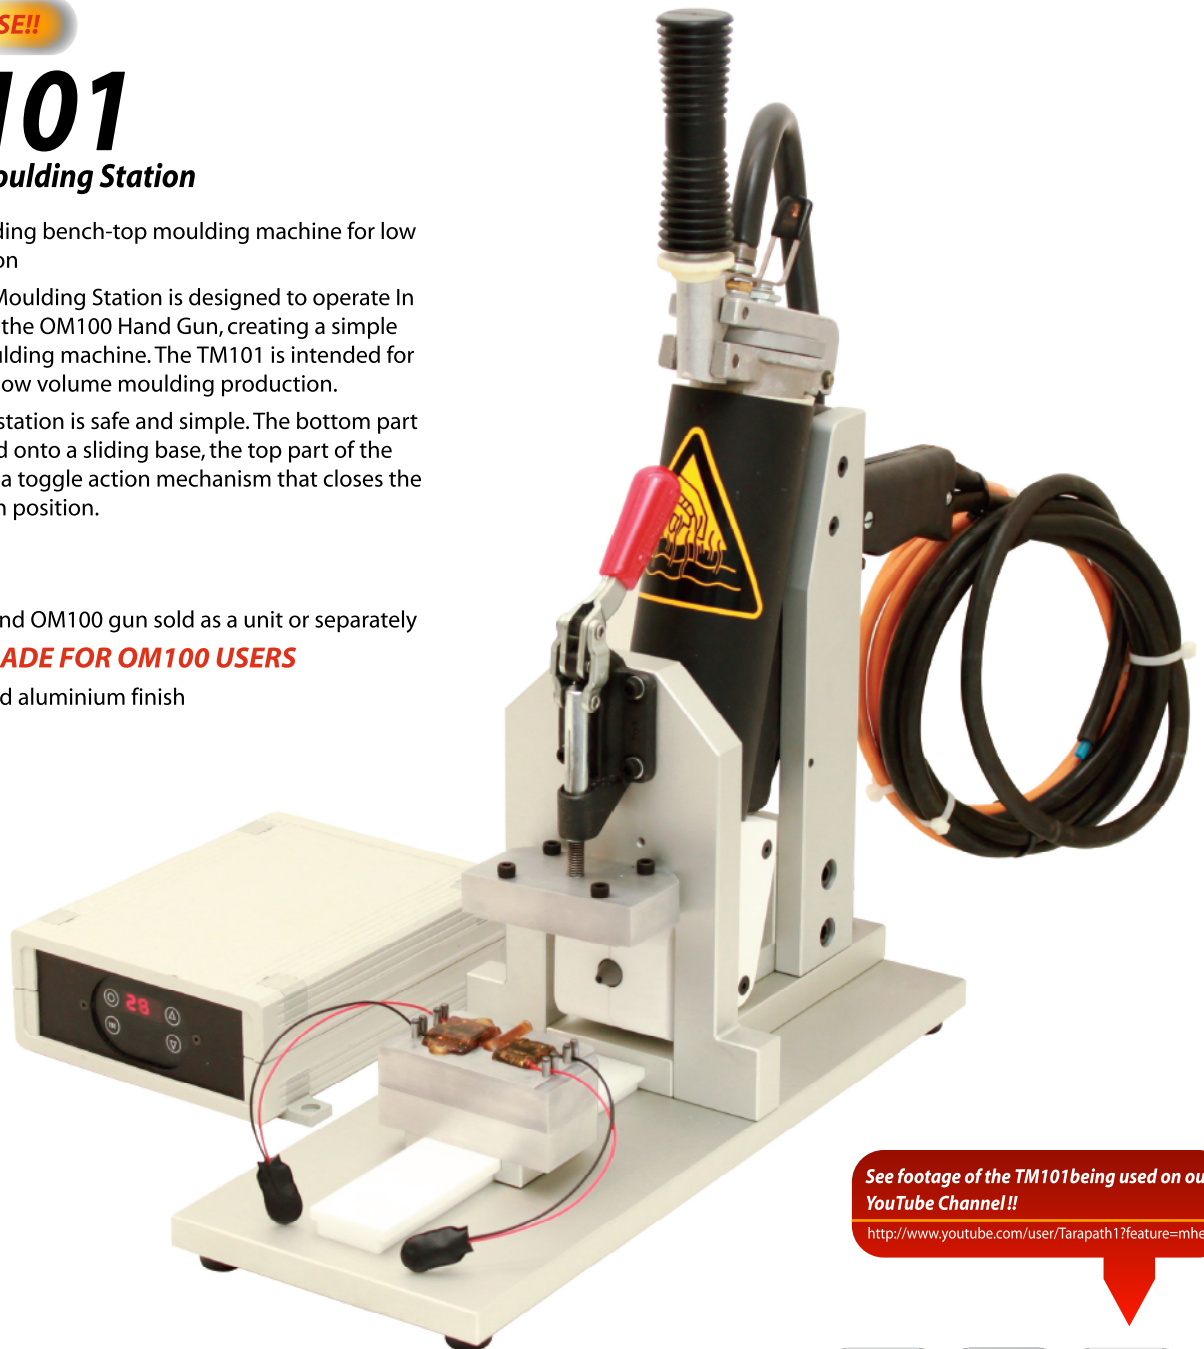 SE!!
101
oulding Station
ding bench-top moulding machine for low
on
Moulding Station is designed to operate In
the OM100 Hand Gun, creating a simple
ulding machine. The TM101 is intended for
ow volume moulding production.
station is safe and simple. The bottom part
d onto a sliding base, the top part of the
a toggle action mechanism that closes the
n position.
nd OM100 gun sold as a unit or separately
ADE FOR OM100 USERS
d aluminium finish
28
See footage of the TM101being used on ou
YouTube Channel !!
http://www.youtube.com/user/Tarapath1?feature=mhe